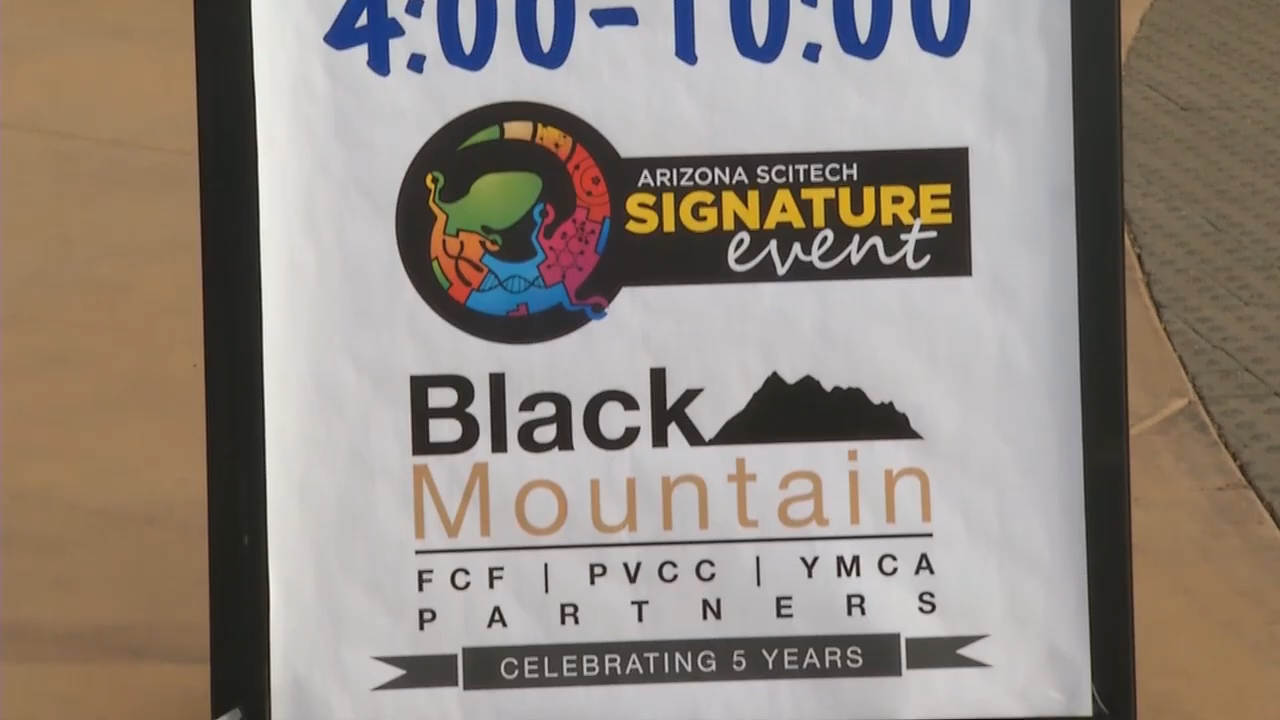 4:00-10:00
ARIZONA SCITECH
SIGNATURE
event
Black
Mountain
FCF | PVCC | YMCA
PARTNERS
CELEBRATING 5 YEARS